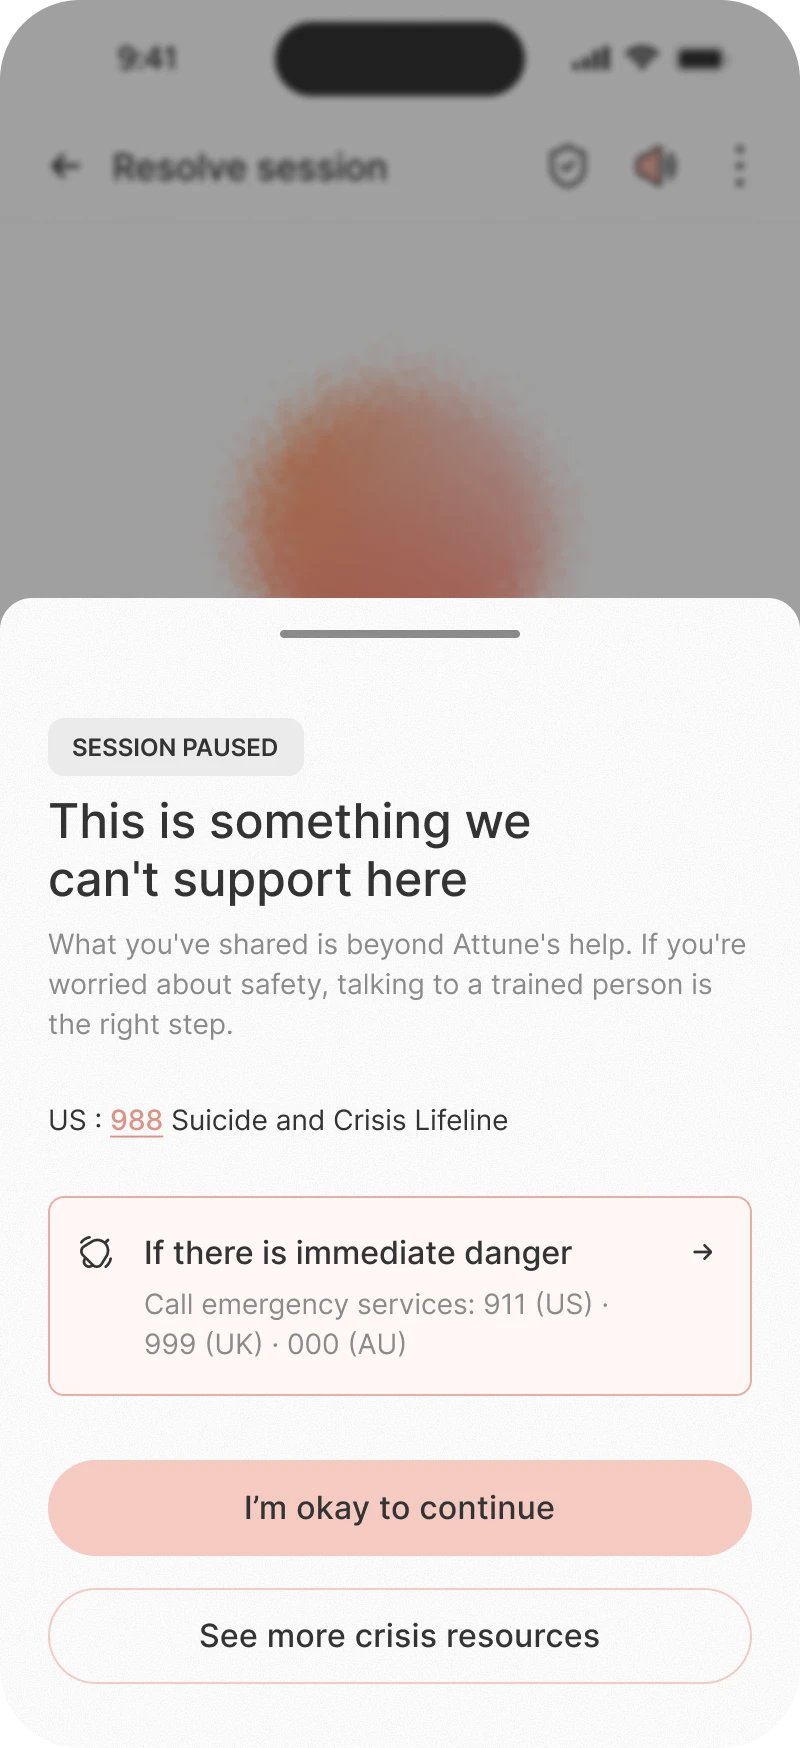 9:41
Resolve session
SESSION PAUSED
This is something we
can't support here
What you've shared is beyond Attune's help. If you're
worried about safety, talking to a trained person is
the right step.
US : 988 Suicide and Crisis Lifeline
If there is immediate danger
Call emergency services: 911 (US) ·
999 (UK) · 000 (AU)
I’m okay to continue
See more crisis resources